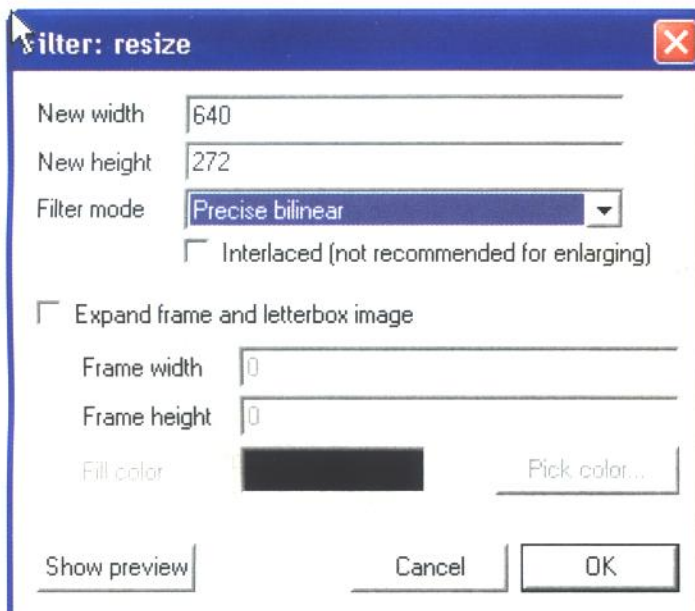 Filter: resize
New width 640
New height 272
Filter mode Precise bilinear
Interlaced (not recommended for enlarging)
Expand frame and letterbox image
Frame width 0
Frame height 0
Fill color Pick color...
Show preview Cancel OK